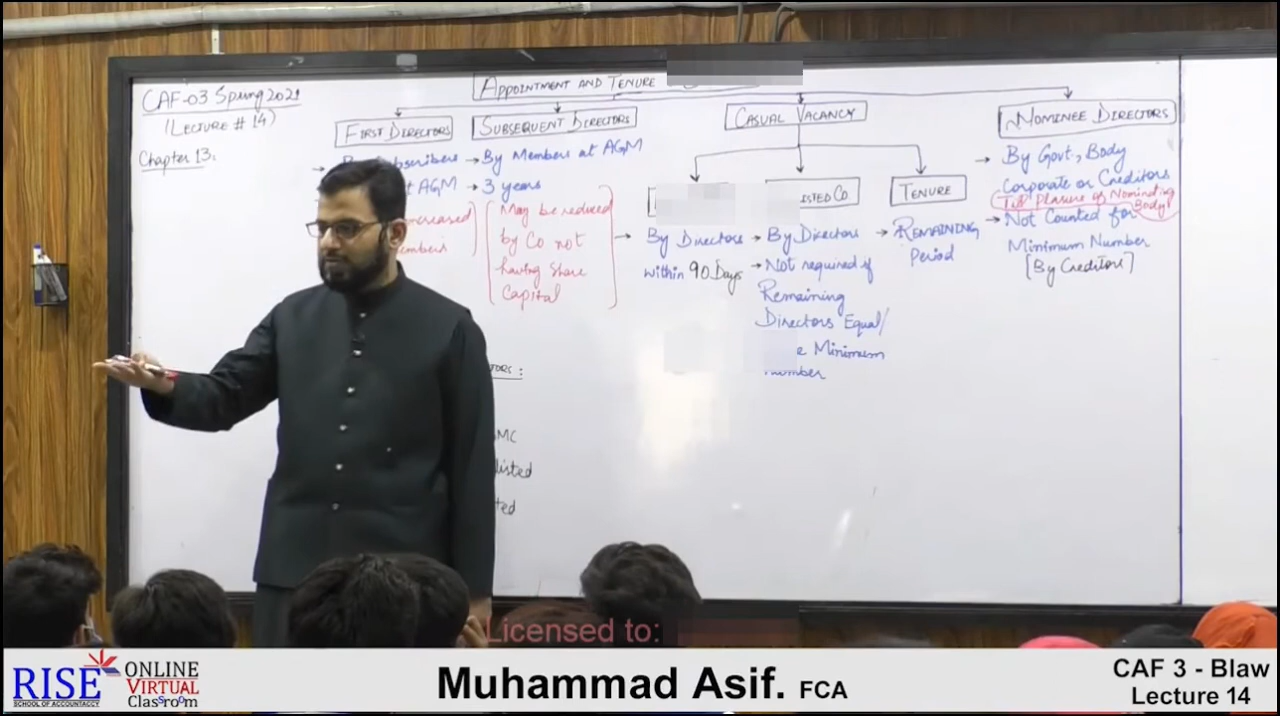 APPOINTMENT AND TENURE
CAF-03 Spring 2021
(LECTURE # 14)
Chapter 13:
FIRST DIRECTORS
SUBSEQUENT DIRECTORS
CASUAL VACANCY
NOMINEE DIRECTORS
→ By Members at AGM
AGM → 3 years
May be reduced
by Co not
having Share
Capital
By Directors
within 90 Days
By Directors
→ Not required if
Remaining
Directors Equal/
Minimum
TENURE
→ REMAINING
Period
→ By Govt, Body
Corporate or Creditors
Till Plasure of Nominating
Body
→ Not Counted for
Minimum Number
[By Creditors]
Licensed to:
RISE
SCHOOL OF ACCOUNTANCY
ONLINE
VIRTUAL
Classroom
Muhammad Asif. FCA
CAF 3 - Blaw
Lecture 14